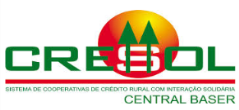 CRESOL
SISTEMA DE COOPERATIVAS DE CRÉDITO RURAL COM INTERAÇÃO SOLIDÁRIA
CENTRAL BASER